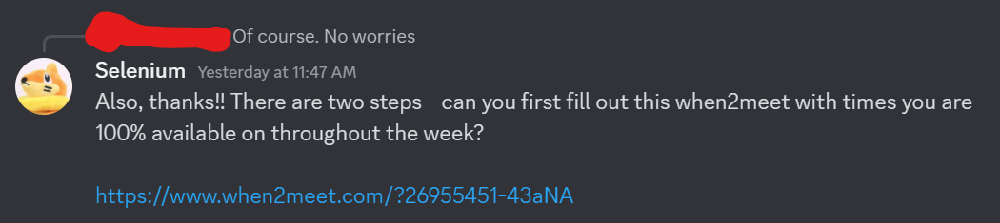 Of course. No worries
Selenium Yesterday at 11:47 AM
Also, thanks!! There are two steps - can you first fill out this when2meet with times you are
100% available on throughout the week?
https://www.when2meet.com/?26955451-43aNA